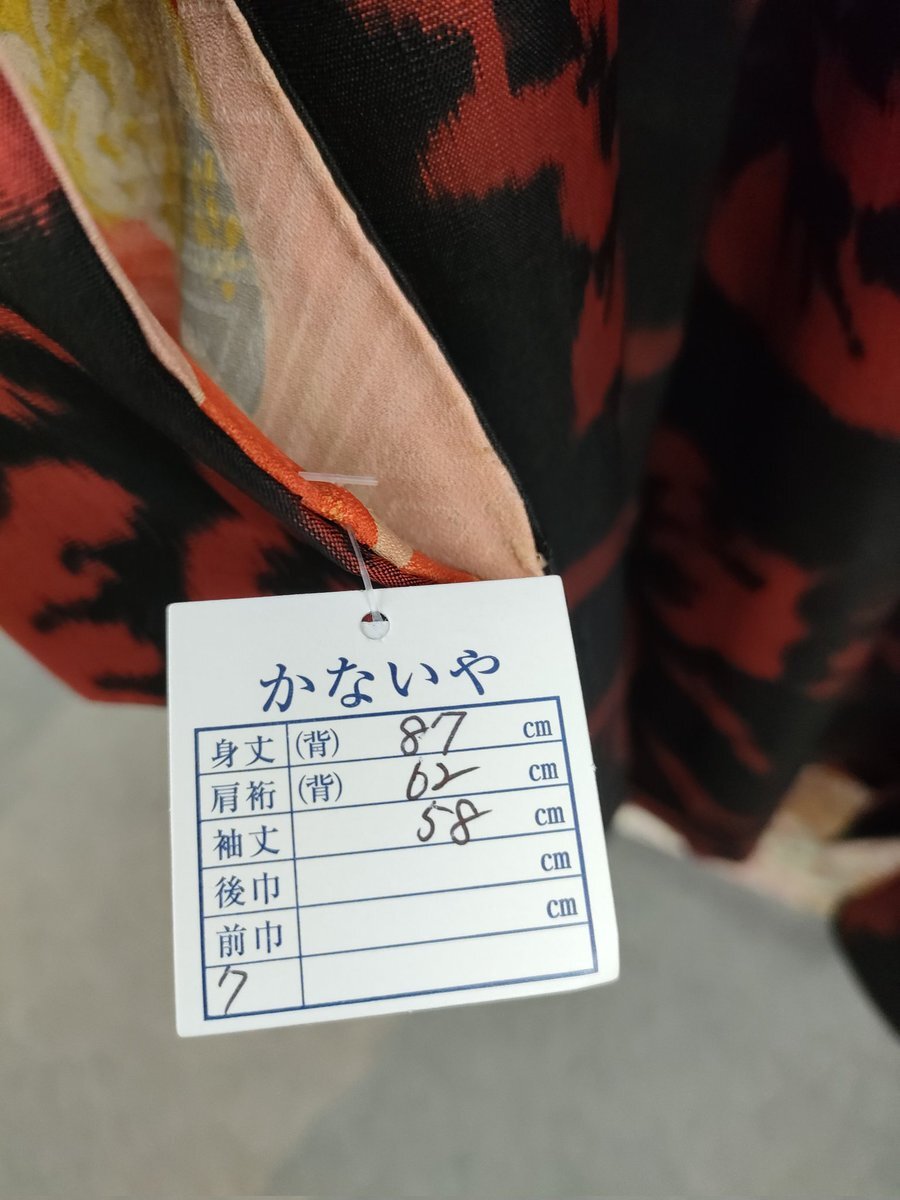 かないや
身丈 (背) 87 cm
肩裄 (背) 62 cm
袖丈 58 cm
後巾 cm
前巾 cm
7